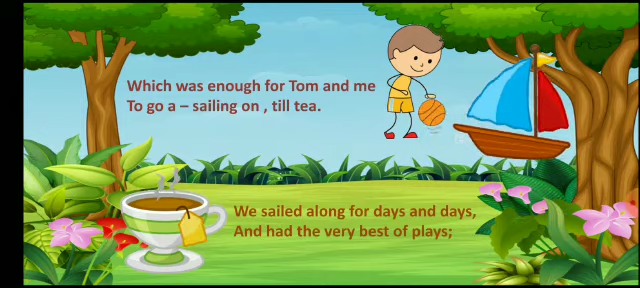 Which was enough for Tom and me
To go a – sailing on , till tea.
We sailed along for days and days,
And had the very best of plays;